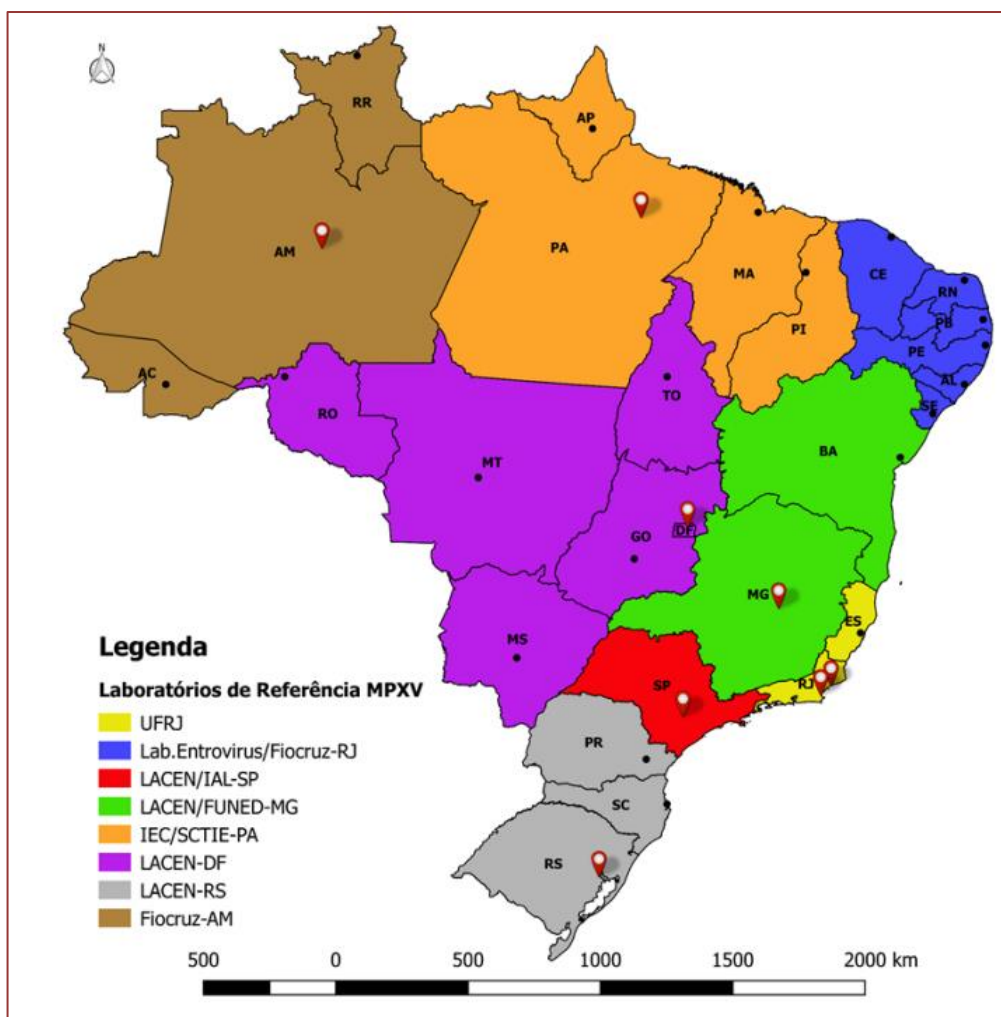 N
RR
AP
AM
PA
MA
CE
RN
PB
PI
PE
AC
AL
TO
SE
RO
BA
MT
DF
GO
MG
ES
MS
RJ
SP
PR
SC
RS
Legenda
Laboratórios de Referência MPXV
UFRJ
Lab.Entrovirus/Fiocruz-RJ
LACEN/IAL-SP
LACEN/FUNED-MG
IEC/SCTIE-PA
LACEN-DF
LACEN-RS
Fiocruz-AM
500 0 500 1000 1500 2000 km